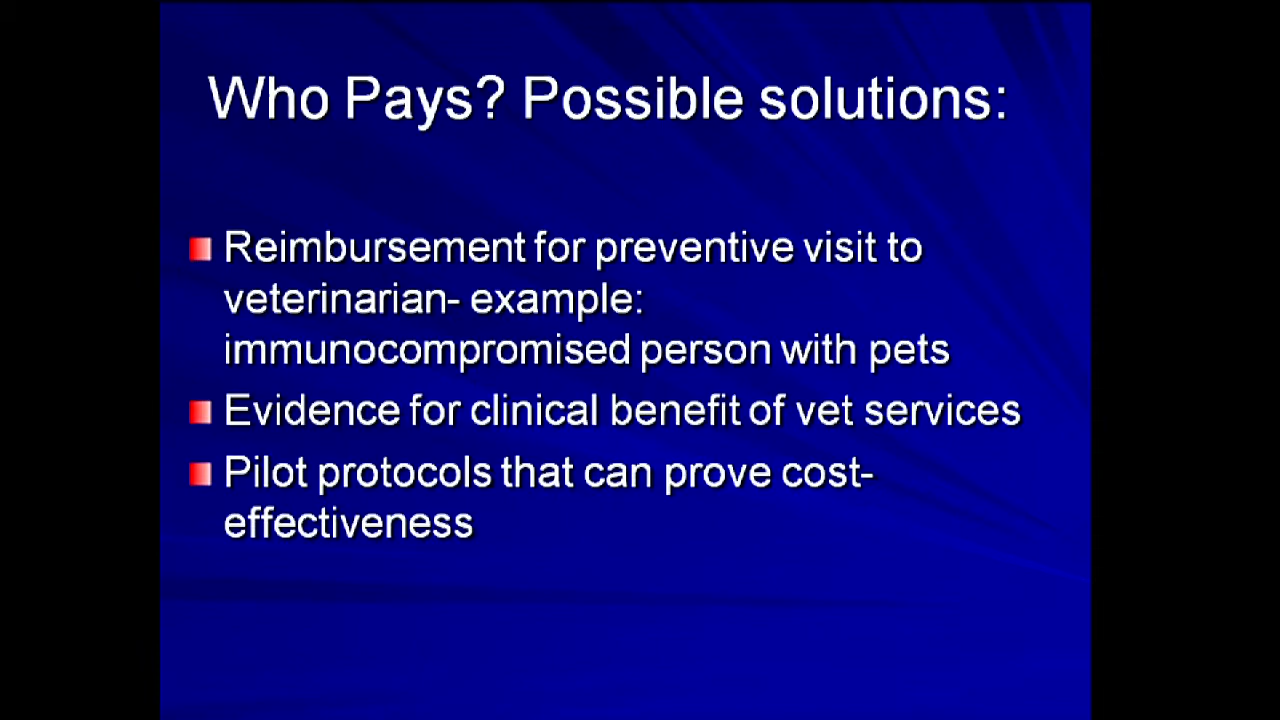 Who Pays? Possible solutions:
Reimbursement for preventive visit to
veterinarian- example:
immunocompromised person with pets
Evidence for clinical benefit of vet services
Pilot protocols that can prove cost-
effectiveness